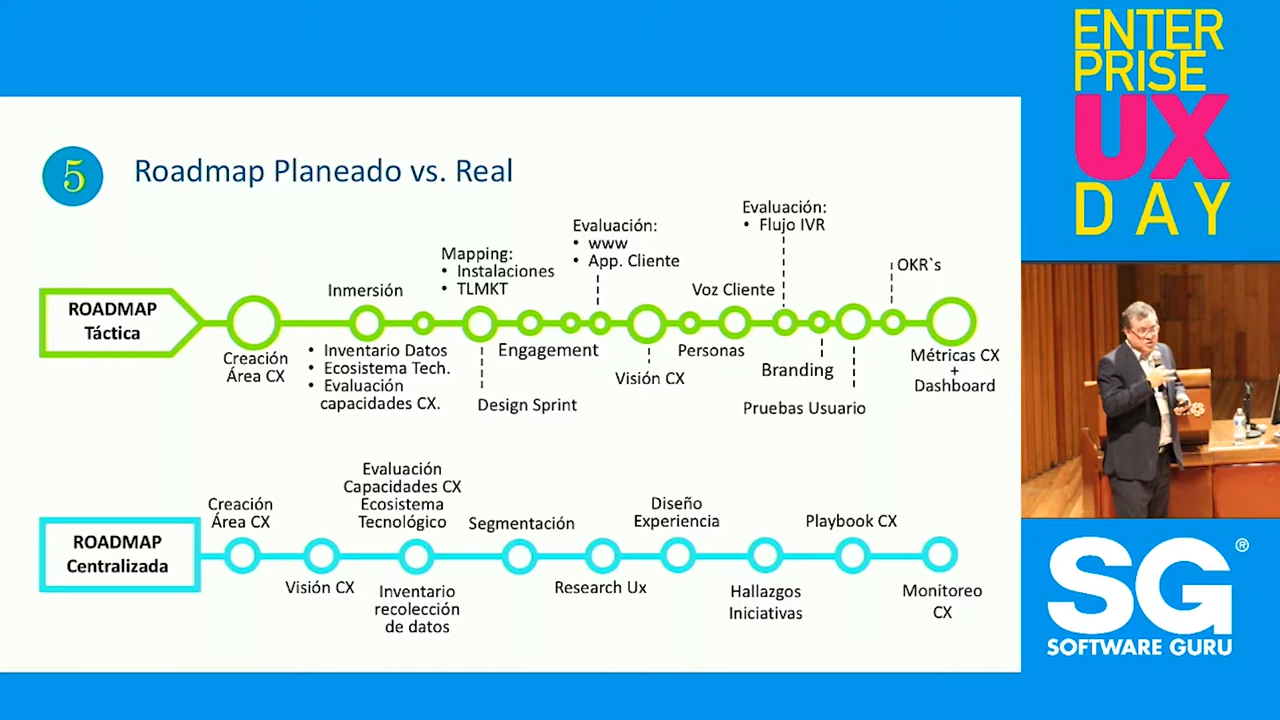 ENTER
PRISE
UX
DAY
5
Roadmap Planeado vs. Real
Evaluación:
• Flujo IVR
Evaluación:
• www
• App. Cliente
Mapping:
• Instalaciones
• TLMKT
OKR`s
Inmersión
Voz Cliente
ROADMAP
Táctica
Creación
Área CX
• Inventario Datos
• Ecosistema Tech.
• Evaluación
capacidades CX.
Engagement
Design Sprint
Visión CX
Personas
Branding
Pruebas Usuario
Métricas CX
+
Dashboard
ROADMAP
Centralizada
Creación
Área CX
Visión CX
Evaluación
Capacidades CX
Ecosistema
Tecnológico
Inventario
recolección
de datos
Segmentación
Research Ux
Diseño
Experiencia
Hallazgos
Iniciativas
Playbook CX
Monitoreo
CX
SG®
SOFTWARE GURU